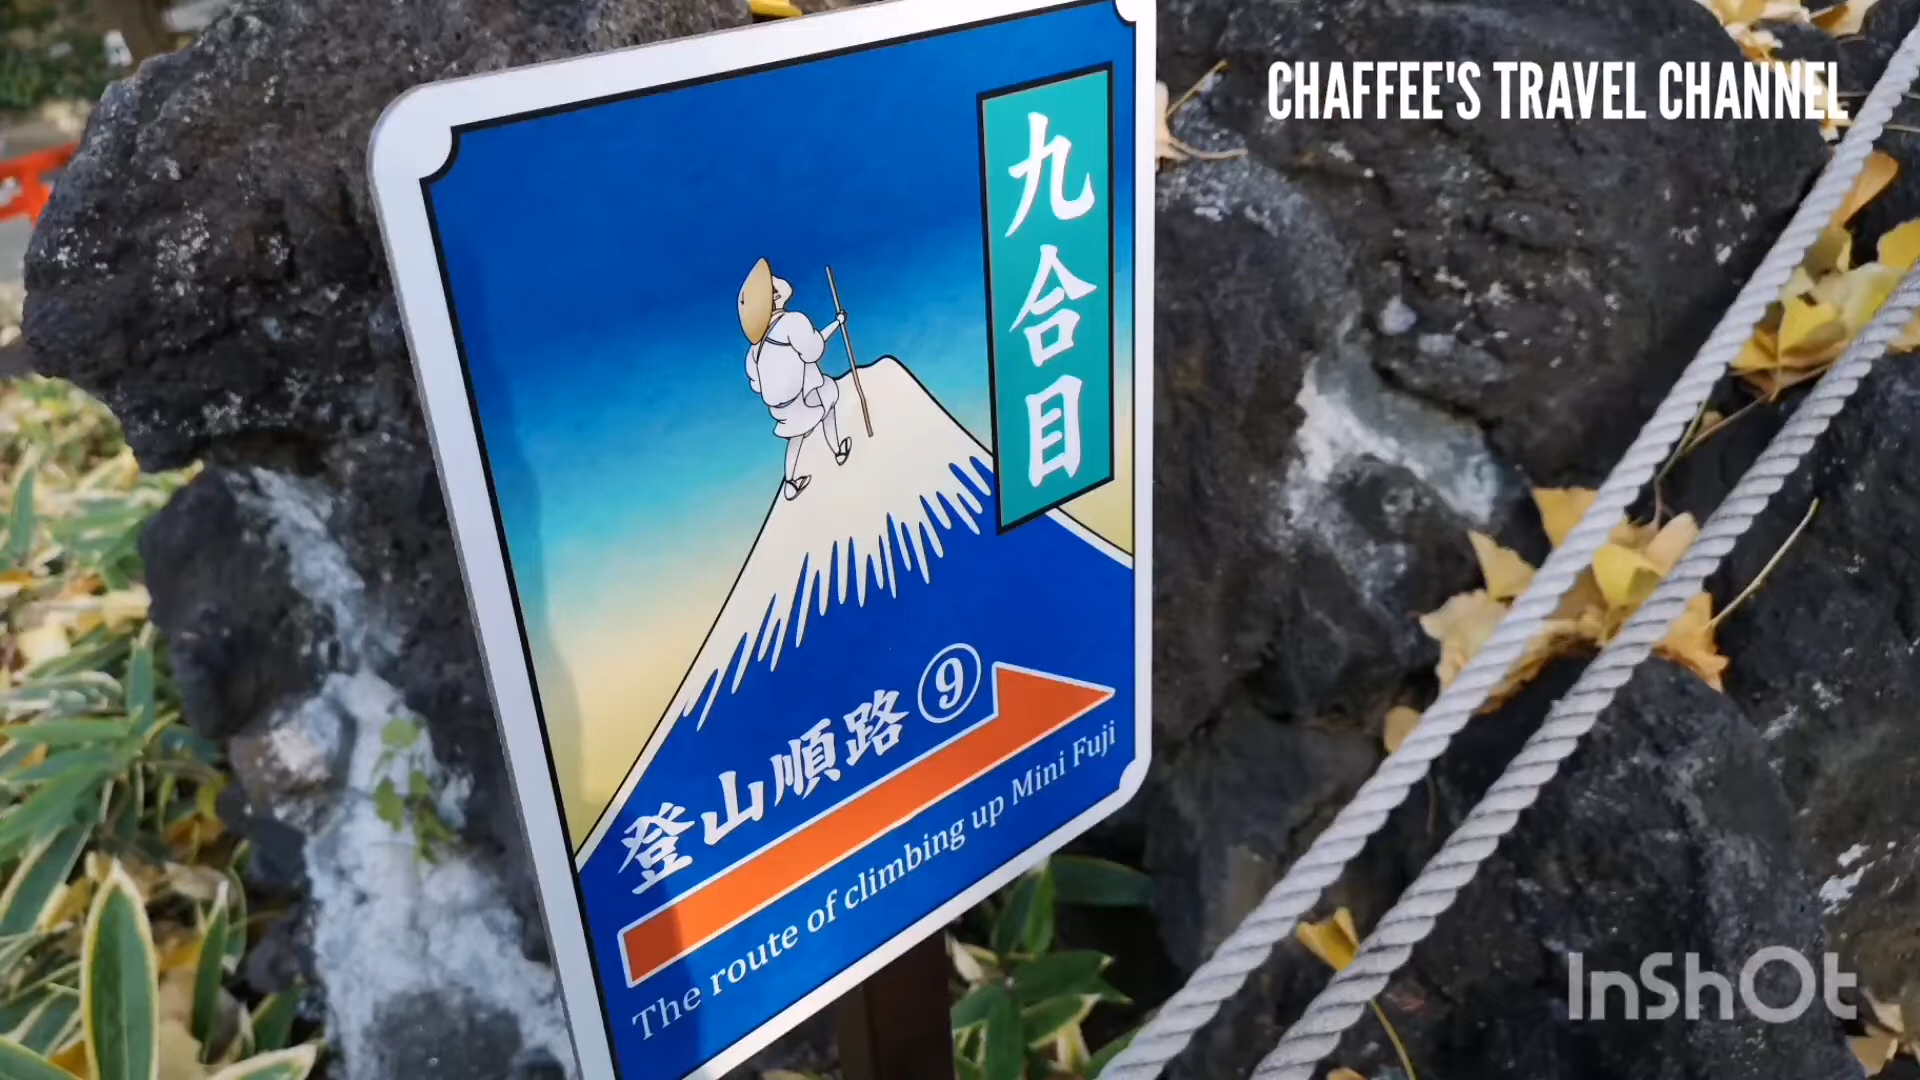 CHAFFEE'S TRAVEL CHANNEL
九合目
登山順路⑨
The route of climbing up Mini Fuji
InShOt